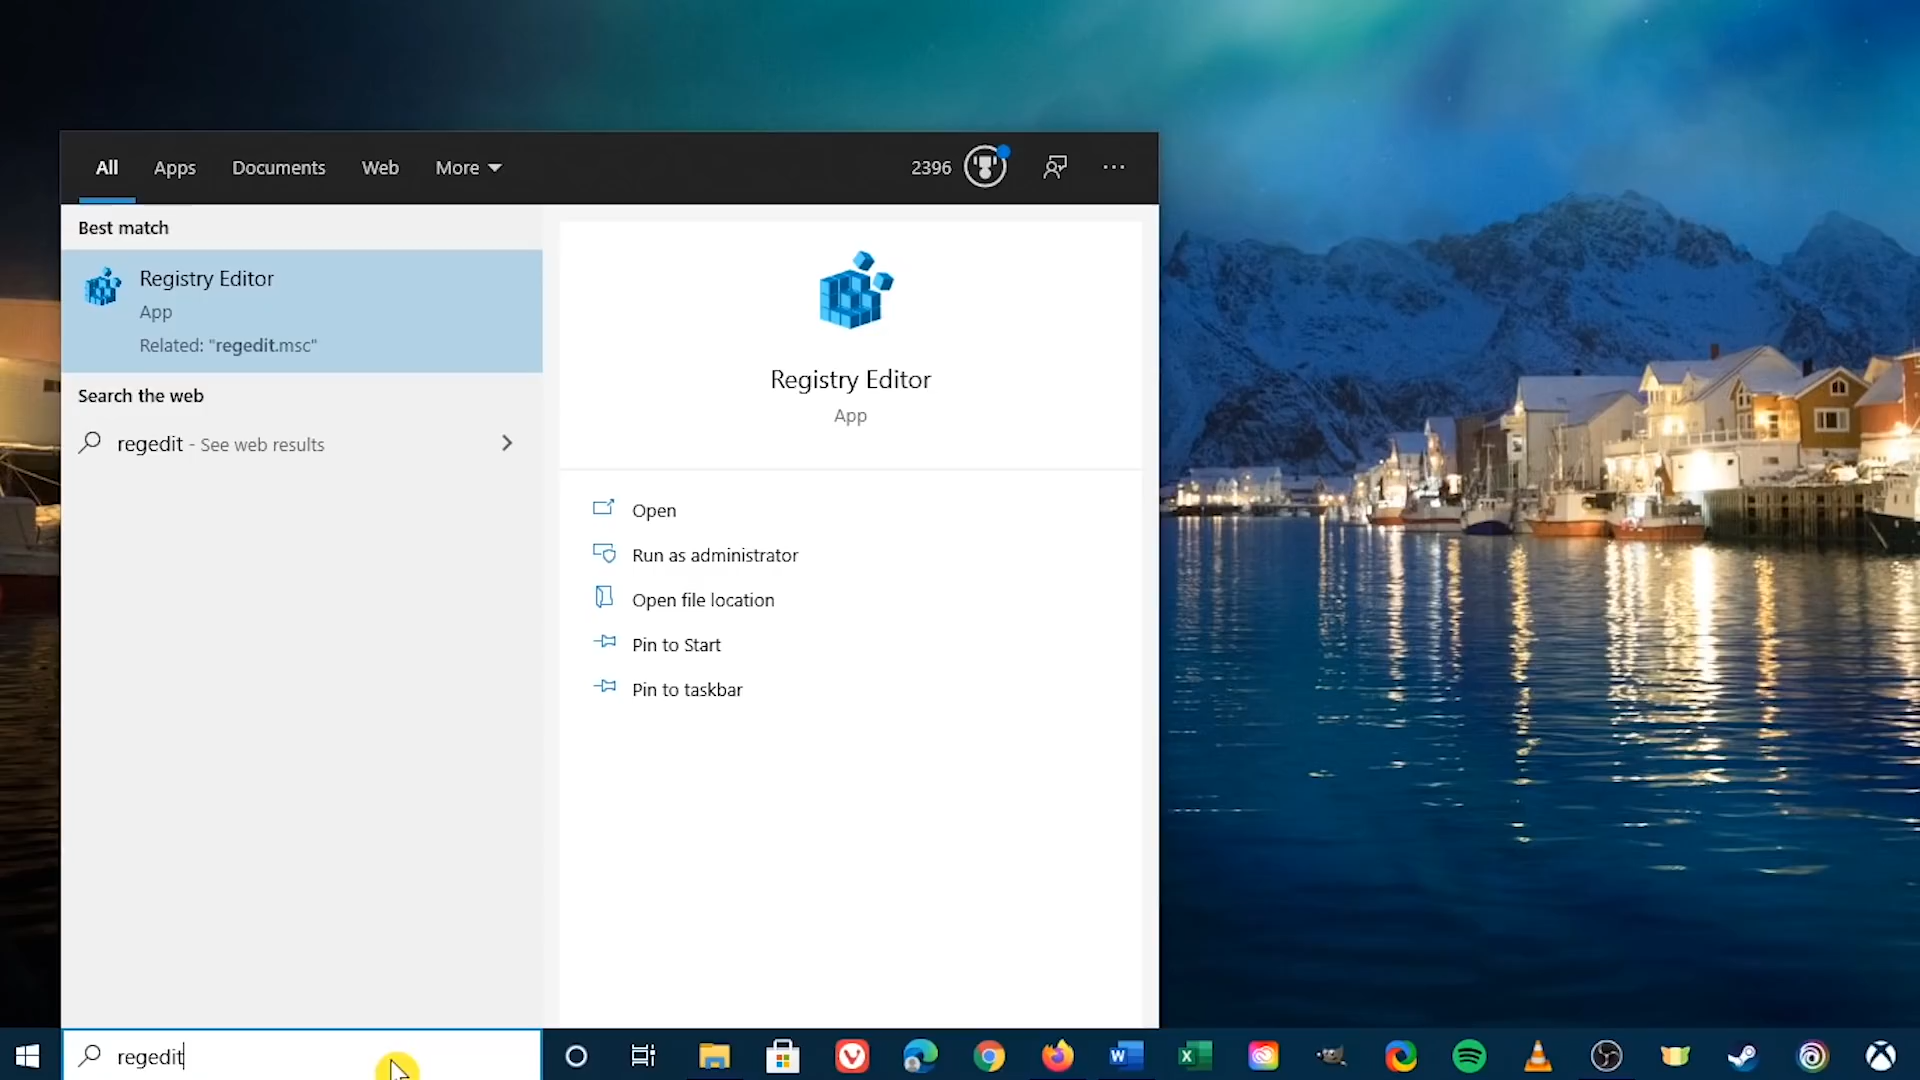 All Apps Documents Web More 2396
Best match
Registry Editor
App
Related: "regedit.msc"
Search the web
regedit - See web results
Registry Editor
App
Open
Run as administrator
Open file location
Pin to Start
Pin to taskbar
regedit